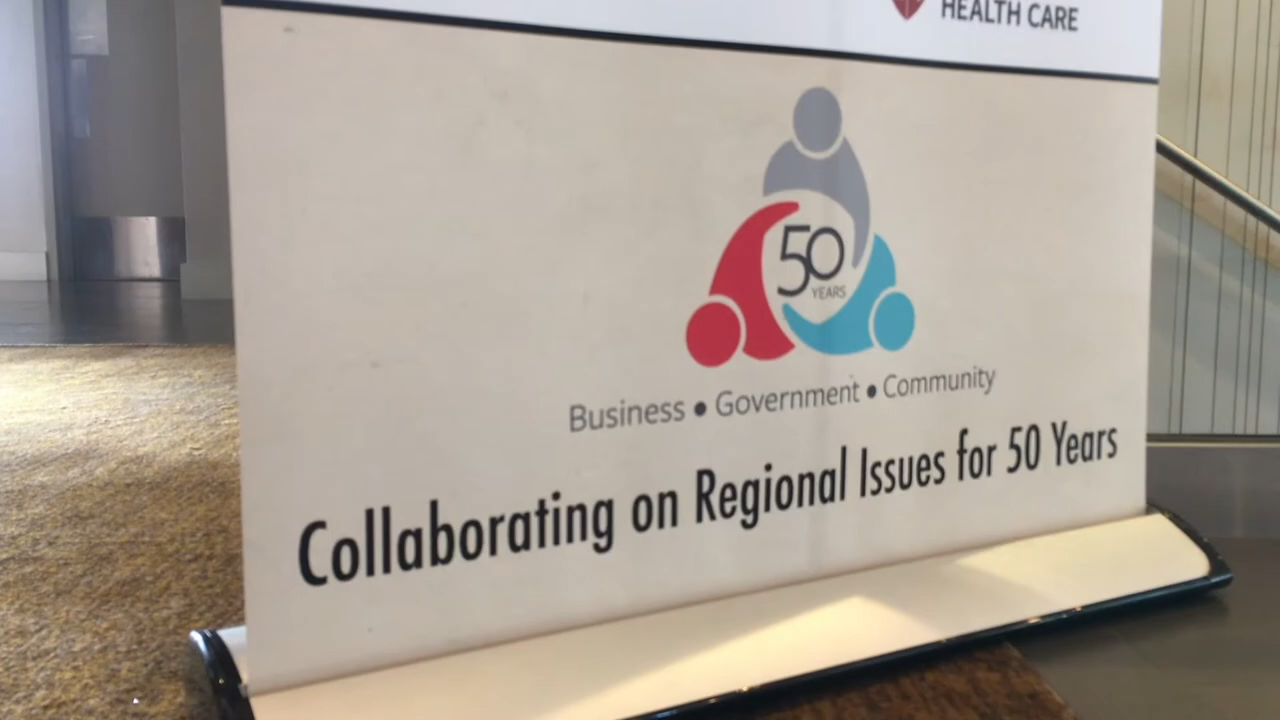 HEALTH CARE
50
YEARS
Business • Government • Community
Collaborating on Regional Issues for 50 Years